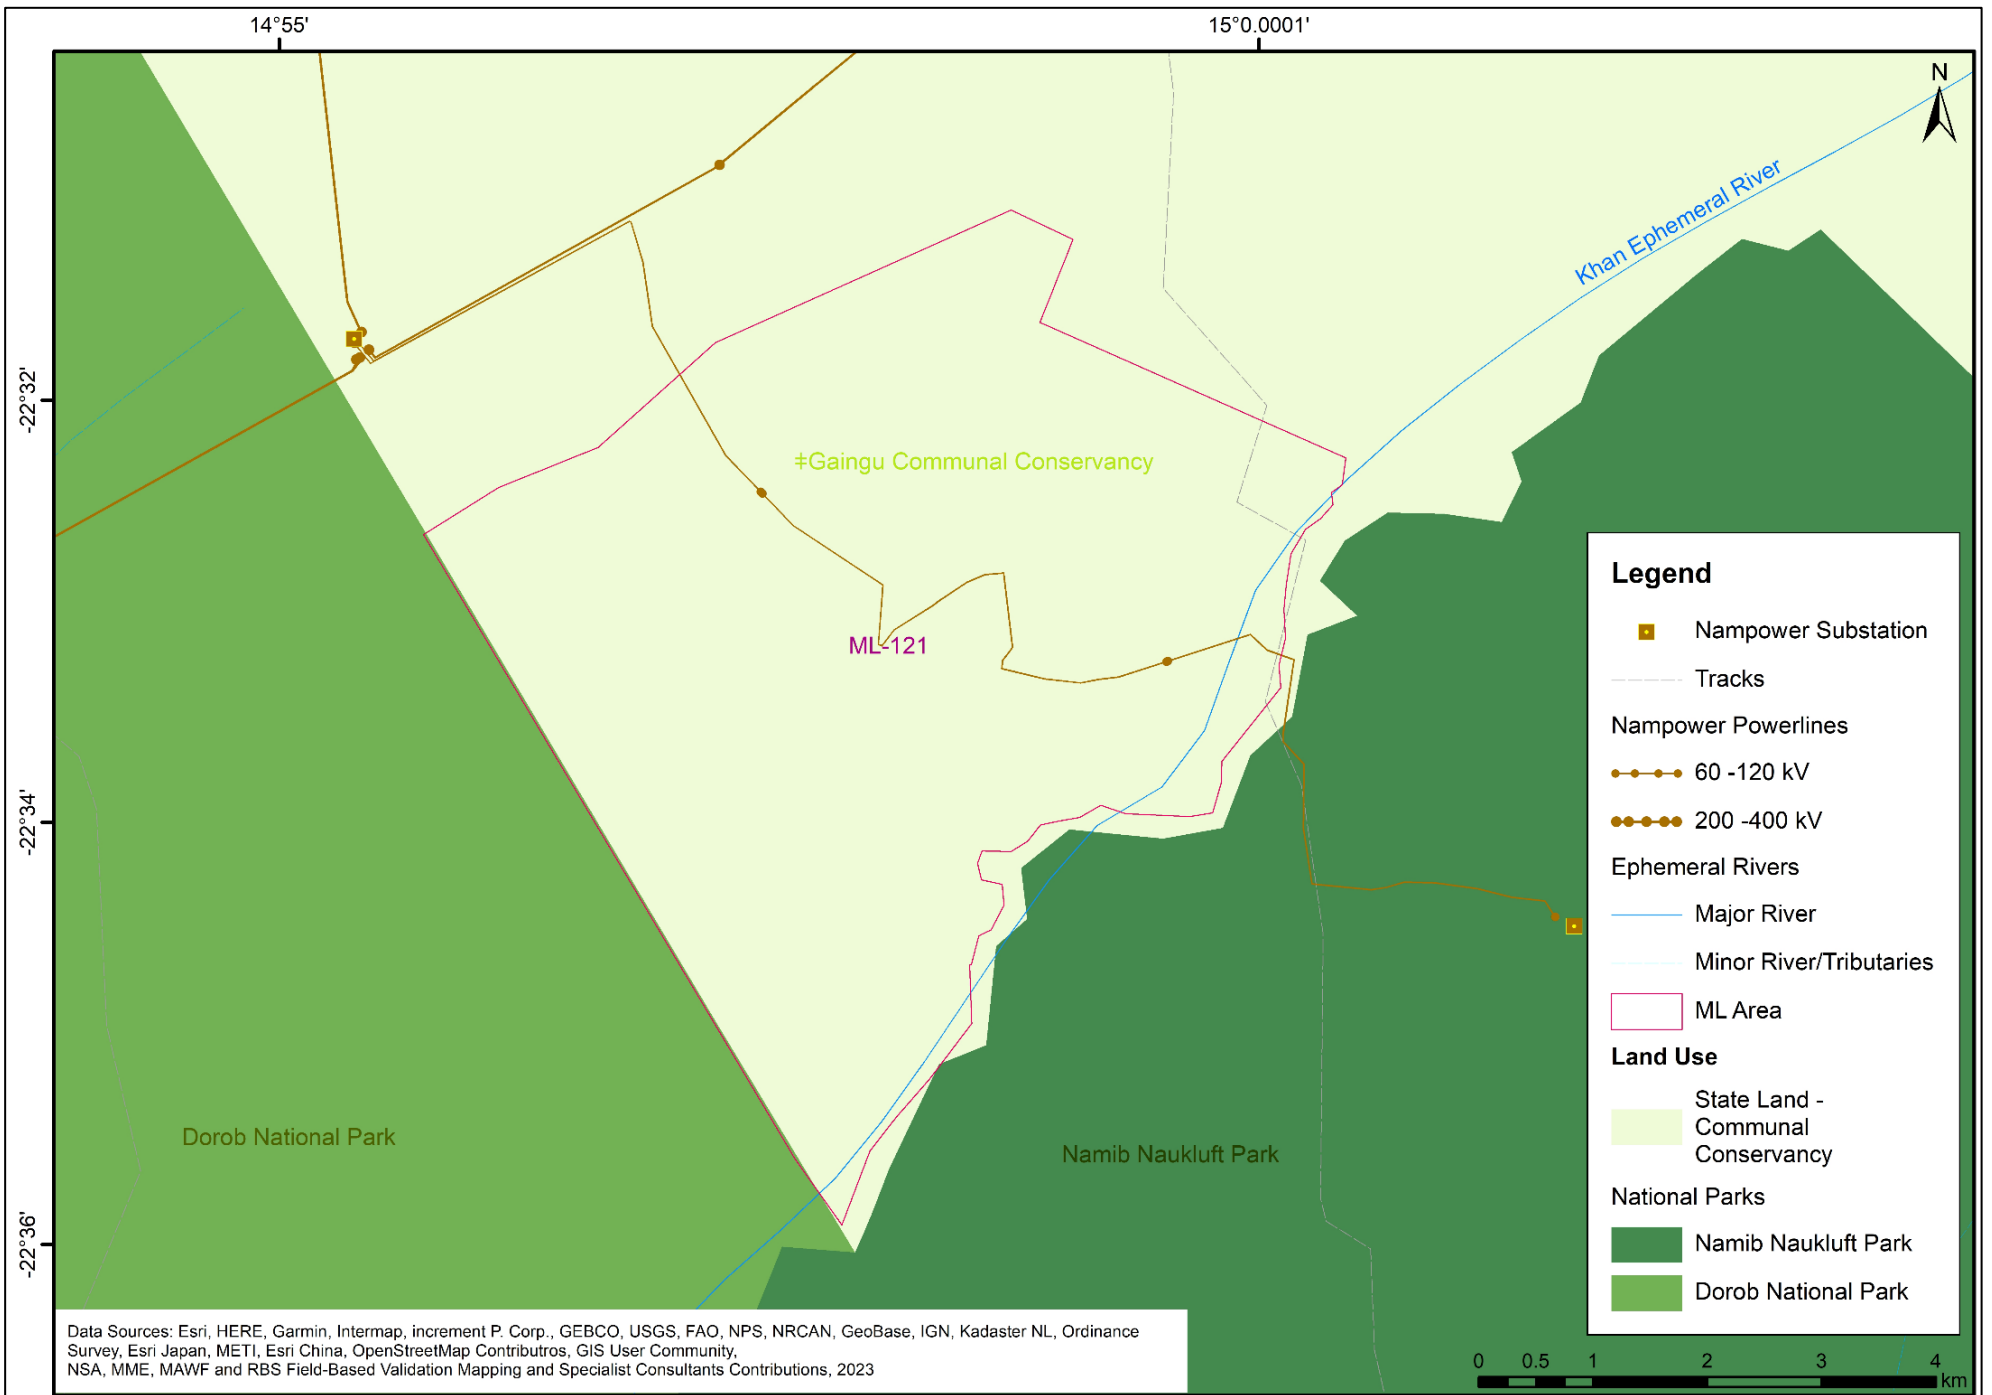 14°55'
15°0.0001'
N
Khan Ephemeral River
-22°32'
‡Gaingu Communal Conservancy
ML-121
-22°34'
Dorob National Park
Namib Naukluft Park
-22°36'
Legend
Nampower Substation
Tracks
Nampower Powerlines
60 -120 kV
200 -400 kV
Ephemeral Rivers
Major River
Minor River/Tributaries
ML Area
Land Use
State Land -
Communal
Conservancy
National Parks
Namib Naukluft Park
Dorob National Park
Data Sources: Esri, HERE, Garmin, Intermap, increment P. Corp., GEBCO, USGS, FAO, NPS, NRCAN, GeoBase, IGN, Kadaster NL, Ordinance
Survey, Esri Japan, METI, Esri China, OpenStreetMap Contributros, GIS User Community,
NSA, MME, MAWF and RBS Field-Based Validation Mapping and Specialist Consultants Contributions, 2023
0 0.5 1 2 3 4
km